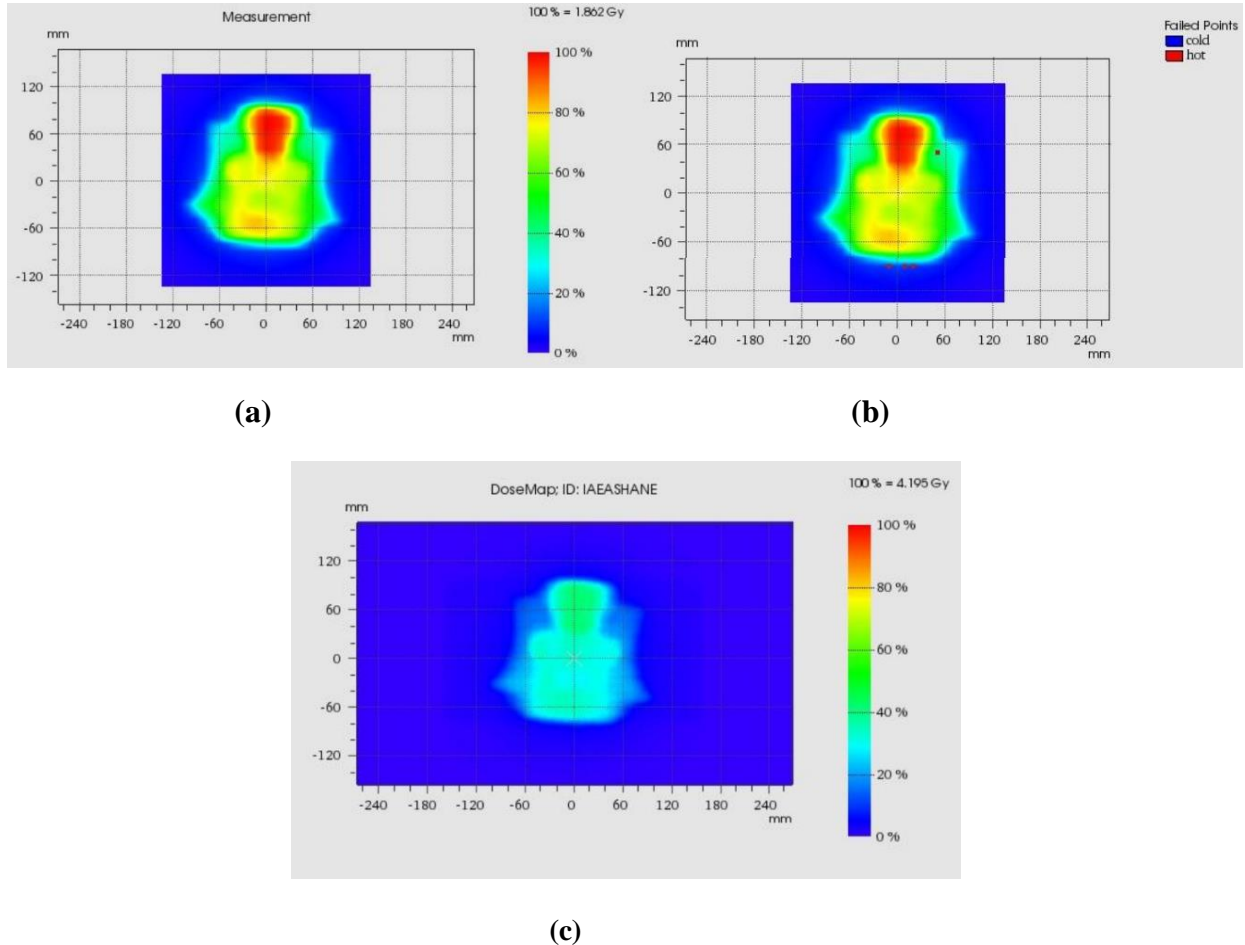 Measurement
100 % = 1.862 Gy
mm
120
60
0
-60
-120
-240 -180 -120 -60 0 60 120 180 240
mm
100 %
80 %
60 %
40 %
20 %
0 %
Failed Points
cold
hot
mm
120
60
0
-60
-120
-240 -180 -120 -60 0 60 120 180 240
mm
(a)
(b)
DoseMap; ID: IAEASHANE
100 % = 4.195 Gy
mm
120
60
0
-60
-120
-240 -180 -120 -60 0 60 120 180 240
mm
100 %
80 %
60 %
40 %
20 %
0 %
(c)